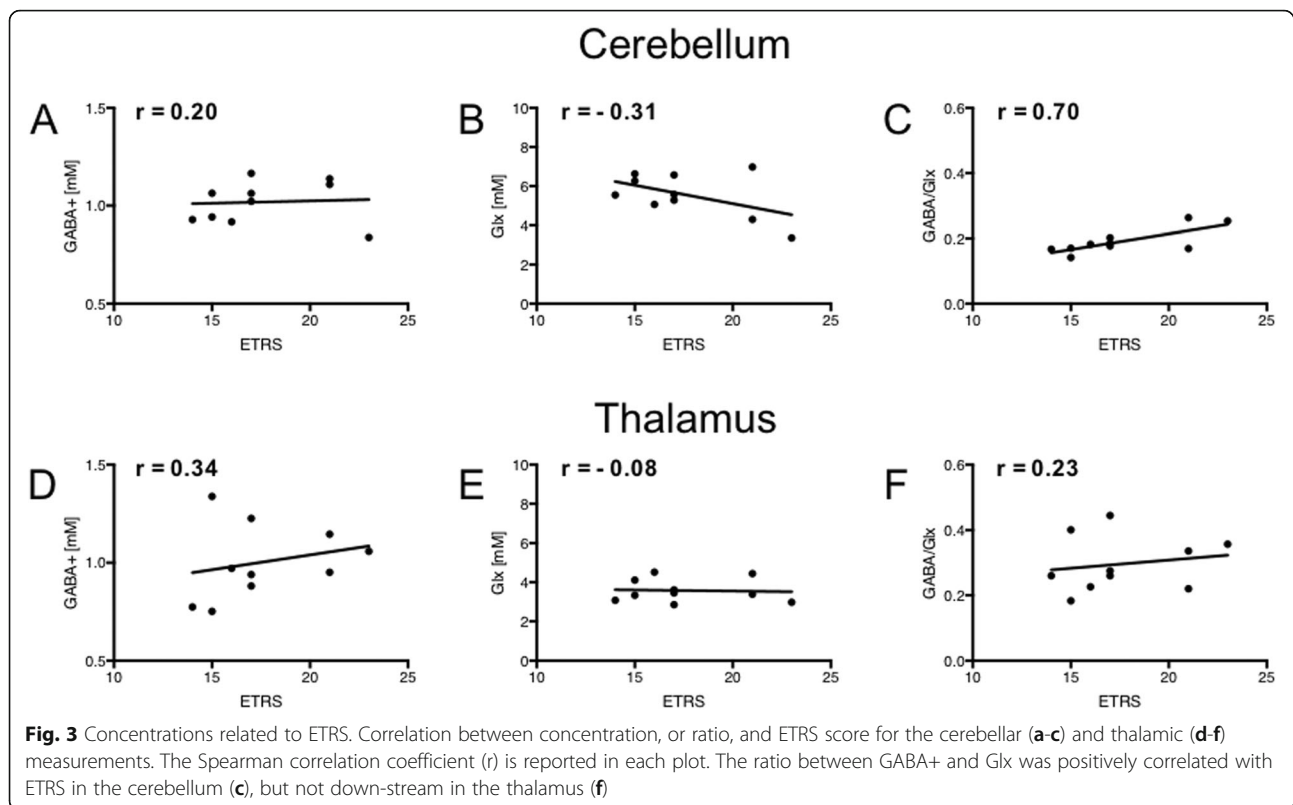 Cerebellum
A
r = 0.20
GABA+ [mM]
1.5
1.0
0.5
10 15 20 25
ETRS
B
r = - 0.31
Glx [mM]
10
8
6
4
2
0
10 15 20 25
ETRS
C
r = 0.70
GABA/Glx
0.6
0.4
0.2
0.0
10 15 20 25
ETRS
Thalamus
D
r = 0.34
GABA+ [mM]
1.5
1.0
0.5
10 15 20 25
ETRS
E
r = - 0.08
Glx [mM]
10
8
6
4
2
0
10 15 20 25
ETRS
F
r = 0.23
GABA/Glx
0.6
0.4
0.2
0.0
10 15 20 25
ETRS
Fig. 3 Concentrations related to ETRS. Correlation between concentration, or ratio, and ETRS score for the cerebellar (a-c) and thalamic (d-f)
measurements. The Spearman correlation coefficient (r) is reported in each plot. The ratio between GABA+ and Glx was positively correlated with
ETRS in the cerebellum (c), but not down-stream in the thalamus (f)